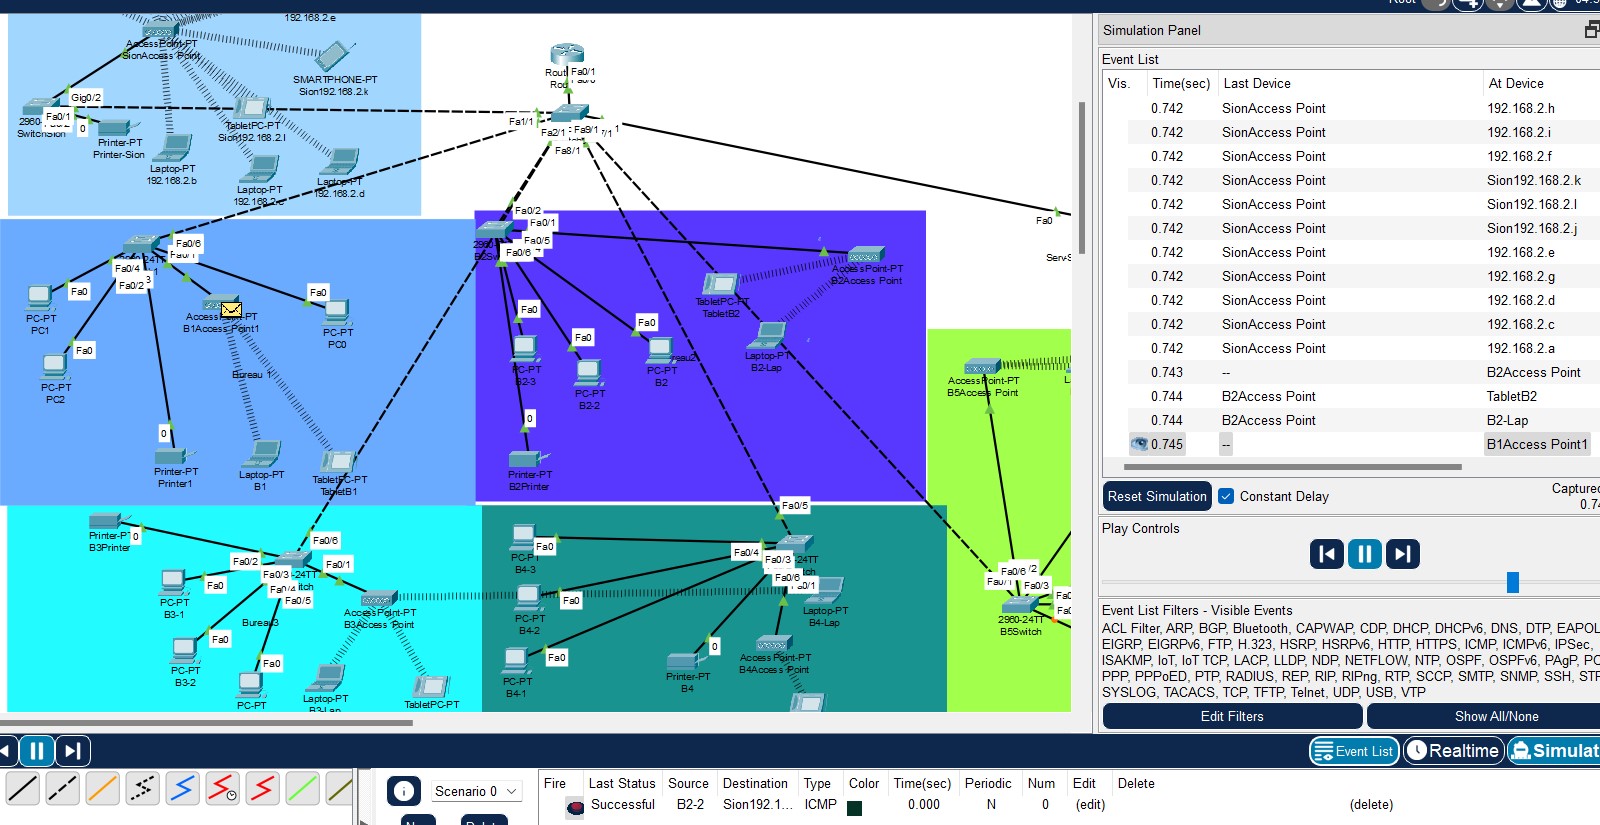 Root
Simulation Panel
Event List
Vis. Time(sec) Last Device At Device
0.742 SionAccess Point 192.168.2.h
0.742 SionAccess Point 192.168.2.i
0.742 SionAccess Point 192.168.2.f
0.742 SionAccess Point Sion192.168.2.k
0.742 SionAccess Point Sion192.168.2.l
0.742 SionAccess Point Sion192.168.2.j
0.742 SionAccess Point 192.168.2.e
0.742 SionAccess Point 192.168.2.g
0.742 SionAccess Point 192.168.2.d
0.742 SionAccess Point 192.168.2.c
0.742 SionAccess Point 192.168.2.a
0.743 -- B2Access Point
0.744 B2Access Point TabletB2
0.744 B2Access Point B2-Lap
0.745 -- B1Access Point1
Reset Simulation Constant Delay Captured
0.74
Play Controls
Event List Filters - Visible Events
ACL Filter, ARP, BGP, Bluetooth, CAPWAP, CDP, DHCP, DHCPv6, DNS, DTP, EAPOL
EIGRP, EIGRPv6, FTP, H.323, HSRP, HSRPv6, HTTP, HTTPS, ICMP, ICMPv6, IPSec,
ISAKMP, IoT, IoT TCP, LACP, LLDP, NDP, NETFLOW, NTP, OSPF, OSPFv6, PAgP, PO
PPP, PPPoED, PTP, RADIUS, REP, RIP, RIPng, RTP, SCCP, SMTP, SNMP, SSH, STP
SYSLOG, TACACS, TCP, TFTP, Telnet, UDP, USB, VTP
Edit Filters Show All/None
Event List Realtime Simulat
192.168.2.e
AccessPoint-PT
SionAccess Point
SMARTPHONE-PT
Sion192.168.2.k
Gig0/2
Fa0/1
0
SwitchSion
Printer-PT
Printer-Sion
TabletPC-PT
Sion192.168.2.l
Laptop-PT
192.168.2.b
Laptop-PT
192.168.2.c
Laptop-PT
192.168.2.d
Fa0/1
Fa1/1
Fa2/1
Fa9/1
Fa8/1
Fa0
Fa0/6
Fa0/4
Fa0/2
Fa0
PC-PT
PC1
Fa0
PC-PT
PC2
AccessPoint-PT
B1Access Point1
Fa0
PC-PT
PC0
Bureau 1
0
Printer-PT
Printer1
Laptop-PT
B1
TabletPC-PT
TabletB1
Fa0/2
Fa0/1
Fa0/5
Fa0/6
AccessPoint-PT
B2Access Point
TabletPC-PT
TabletB2
Laptop-PT
B2-Lap
Fa0
PC-PT
B2-3
Fa0
PC-PT
B2-2
Fa0
PC-PT
B2
0
Printer-PT
B2Printer
AccessPoint-PT
B5Access Point
Fa0/6
Fa0/3
2960-24TT
B5Switch
Printer-PT
B3Printer
0
Fa0/6
Fa0/2
Fa0/1
Fa0/3
Fa0/5
Fa0
PC-PT
B3-1
Fa0
PC-PT
B3-2
Fa0
PC-PT
Bureau3
AccessPoint-PT
B3Access Point
Laptop-PT
B3-Lap
TabletPC-PT
Fa0/5
Fa0/4
Fa0/3
Fa0/6
Fa0
PC-PT
B4-3
Fa0
PC-PT
B4-2
Fa0
PC-PT
B4-1
0
Printer-PT
B4
Laptop-PT
B4-Lap
AccessPoint-PT
B4Access Point
Scenario 0
Fire Last Status Source Destination Type Color Time(sec) Periodic Num Edit Delete
Successful B2-2 Sion192.1... ICMP 0.000 N 0 (edit) (delete)